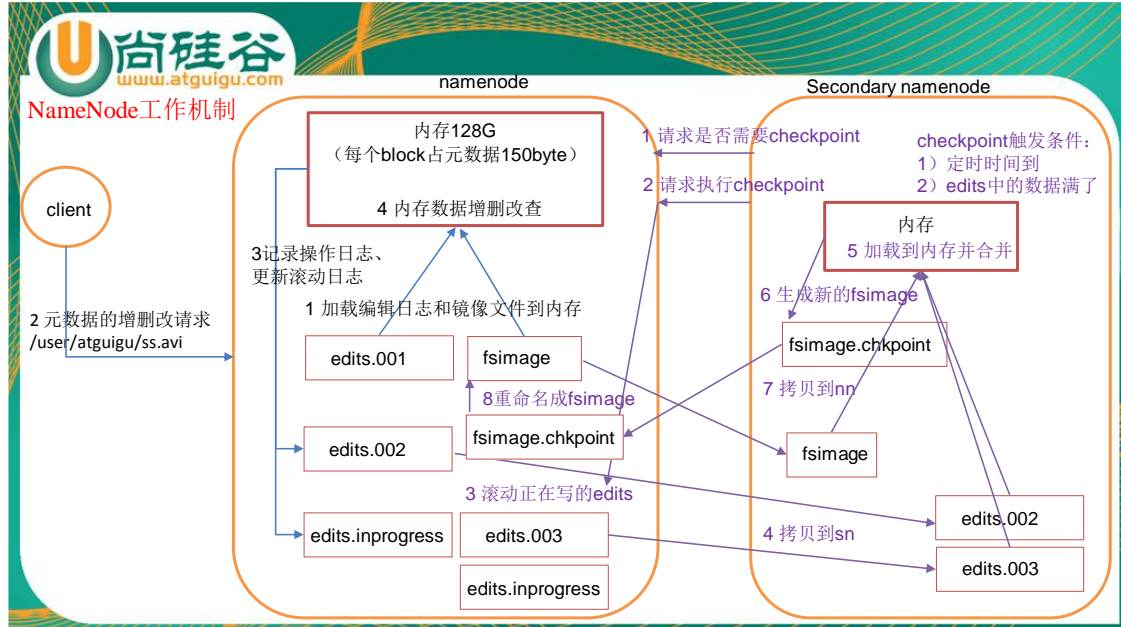 尚硅谷
www.atguigu.com
NameNode工作机制
namenode
Secondary namenode
内存128G
（每个block占元数据150byte）
4 内存数据增删改查
1 请求是否需要checkpoint
2 请求执行checkpoint
checkpoint触发条件：
1）定时时间到
2）edits中的数据满了
client
内存
5 加载到内存并合并
3记录操作日志、
更新滚动日志
6 生成新的fsimage
1 加载编辑日志和镜像文件到内存
2 元数据的增删改请求
/user/atguigu/ss.avi
edits.001
fsimage
fsimage.chkpoint
8重命名成fsimage
7 拷贝到nn
edits.002
fsimage.chkpoint
fsimage
3 滚动正在写的edits
edits.inprogress
edits.003
4 拷贝到sn
edits.002
edits.003
edits.inprogress